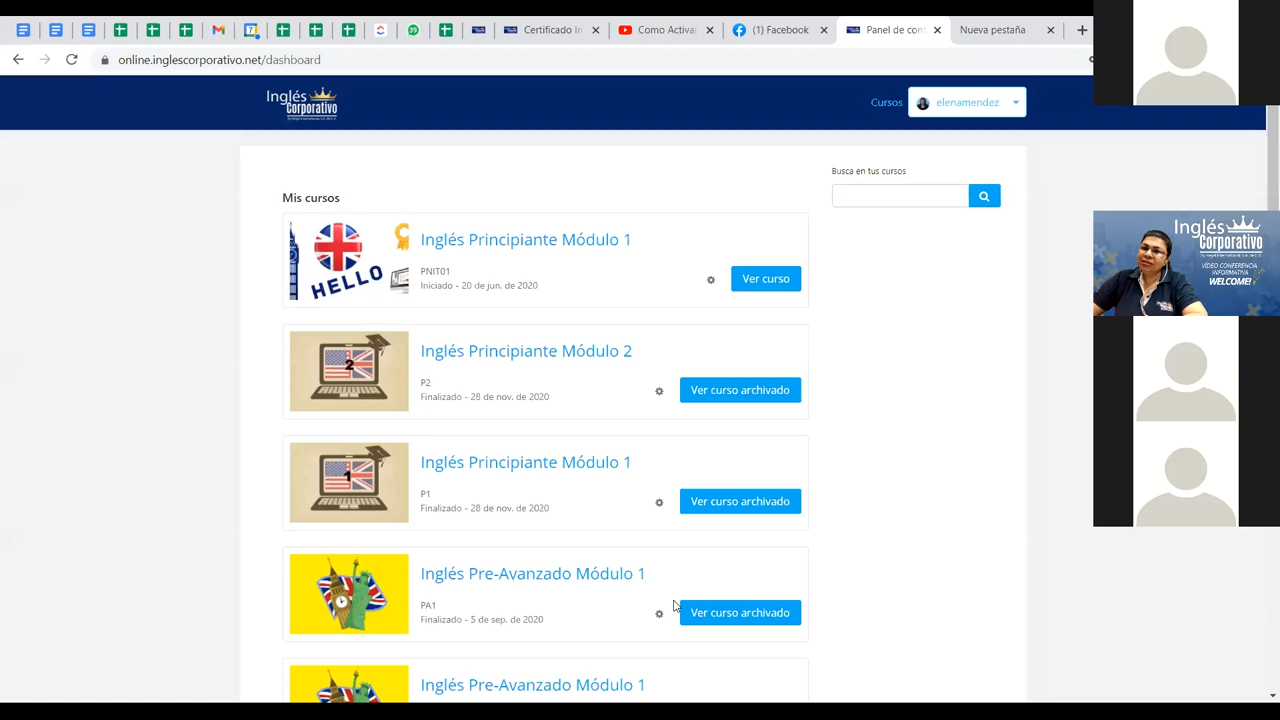 Certificado In
Como Activar
(1) Facebook
Panel de con
Nueva pestaña
online.inglescorporativo.net/dashboard
Inglés
Corporativo
Cursos
elenamendez
Busca en tus cursos
Mis cursos
HELLO
Inglés Principiante Módulo 1
PNIT01
Iniciado - 20 de jun. de 2020
Ver curso
2
Inglés Principiante Módulo 2
P2
Finalizado - 28 de nov. de 2020
Ver curso archivado
1
Inglés Principiante Módulo 1
P1
Finalizado - 28 de nov. de 2020
Ver curso archivado
Inglés Pre-Avanzado Módulo 1
PA1
Finalizado - 5 de sep. de 2020
Ver curso archivado
Inglés Pre-Avanzado Módulo 1
Inglés
Corporativo
VÍDEO CONFERENCIA
INFORMATIVA
WELCOME!